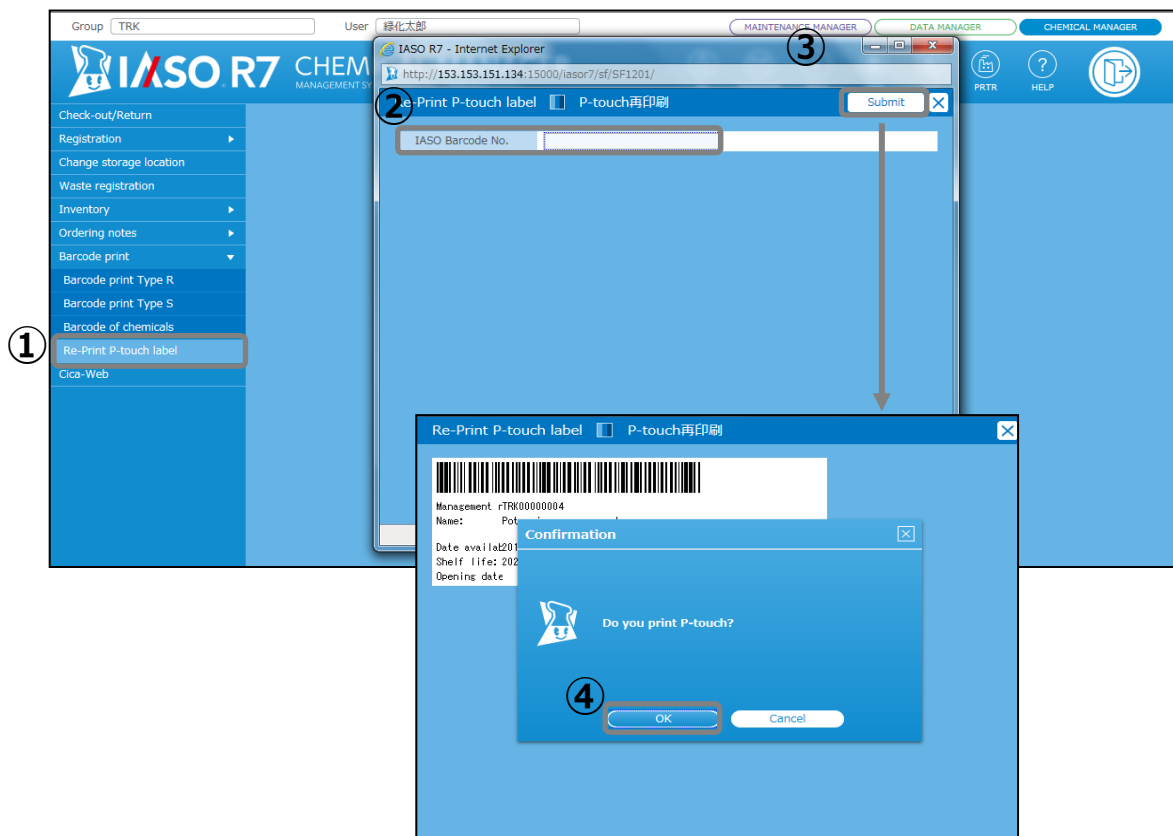 Group TRK User 緑化太郎 MAINTENANCE MANAGER DATA MANAGER CHEMICAL MANAGER
③
IASO R7 - Internet Explorer
IASO R7 CHEM
MANAGEMENT SY
http://153.153.151.134:15000/iasor7/sf/SF1201/
PRTR HELP
②
Re-Print P-touch label P-touch再印刷 Submit
Check-out/Return
IASO Barcode No.
Registration
Change storage location
Waste registration
Inventory
Ordering notes
Barcode print
Barcode print Type R
Barcode print Type S
Barcode of chemicals
①
Re-Print P-touch label
Cica-Web
Re-Print P-touch label P-touch再印刷
Management rTRK00000004
Name: Pot
Date availab201
Shelf life: 202
Opening date
Confirmation
Do you print P-touch?
④
OK Cancel